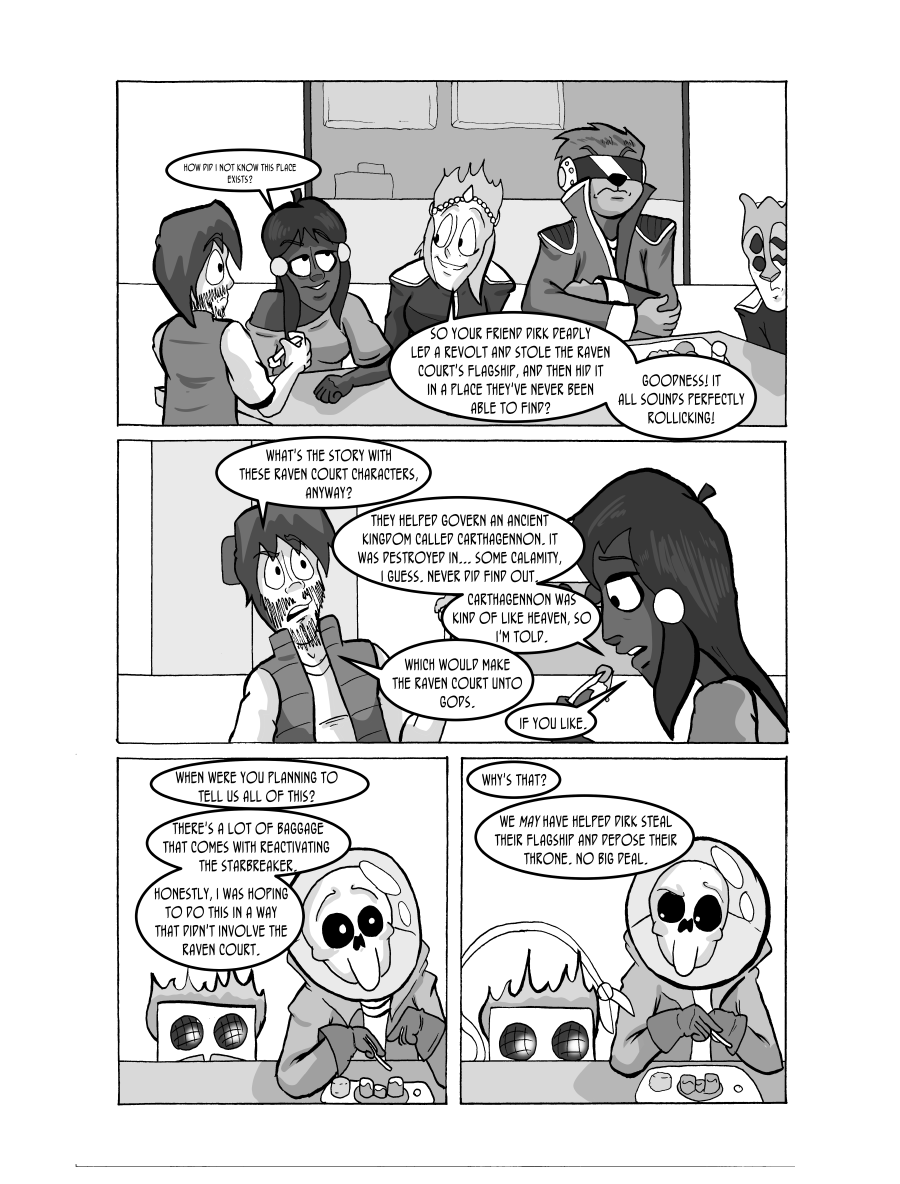 HOW DID I NOT KNOW THIS PLACE
EXISTS?
SO YOUR FRIEND DIRK DEADLY
LED A REVOLT AND STOLE THE RAVEN
COURT'S FLAGSHIP, AND THEN HID IT
IN A PLACE THEY'VE NEVER BEEN
ABLE TO FIND?
GOODNESS! IT
ALL SOUNDS PERFECTLY
ROLLICKING!
WHAT'S THE STORY WITH
THESE RAVEN COURT CHARACTERS,
ANYWAY?
THEY HELPED GOVERN AN ANCIENT
KINGDOM CALLED CARTHAGENNON. IT
WAS DESTROYED IN... SOME CALAMITY,
I GUESS. NEVER DID FIND OUT.
CARTHAGENNON WAS
KIND OF LIKE HEAVEN, SO
I'M TOLD.
WHICH WOULD MAKE
THE RAVEN COURT UNTO
GODS.
IF YOU LIKE.
WHEN WERE YOU PLANNING TO
TELL US ALL OF THIS?
THERE'S A LOT OF BAGGAGE
THAT COMES WITH REACTIVATING
THE STARBREAKER.
HONESTLY, I WAS HOPING
TO DO THIS IN A WAY
THAT DIDN'T INVOLVE THE
RAVEN COURT.
WHY'S THAT?
WE MAY HAVE HELPED DIRK STEAL
THEIR FLAGSHIP AND DEPOSE THEIR
THRONE. NO BIG DEAL.